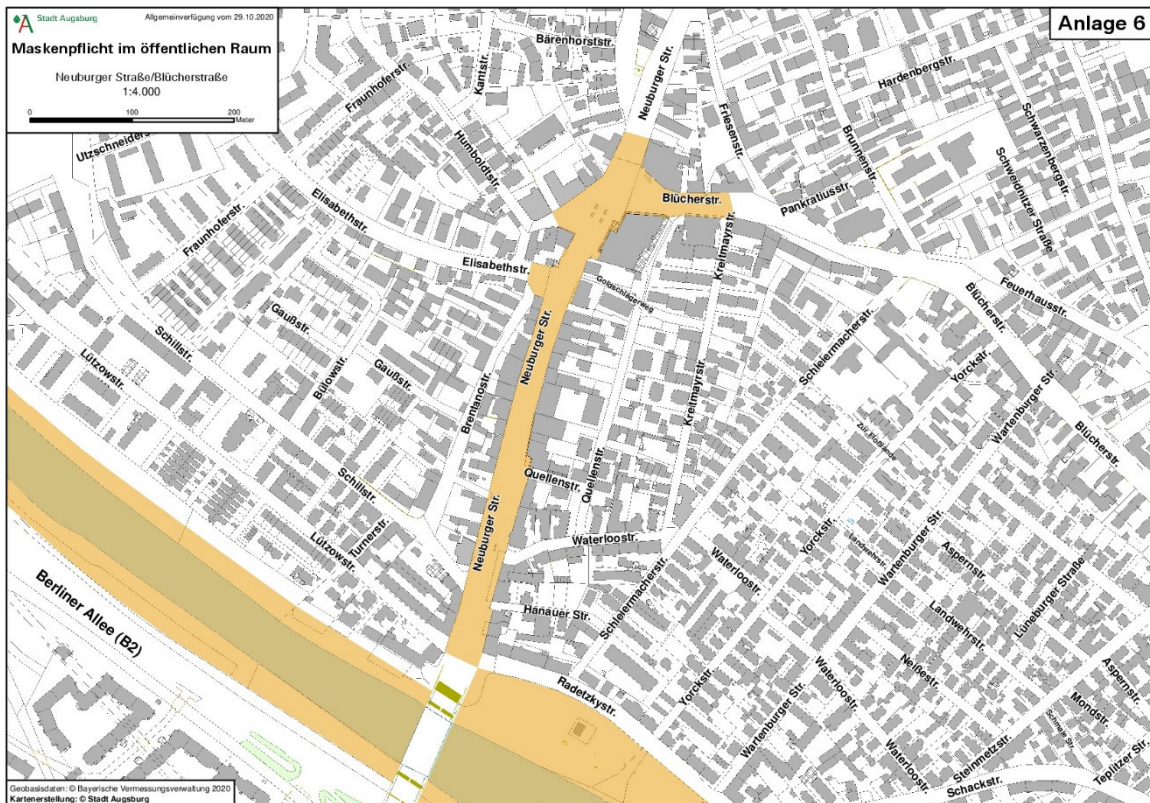 Stadt Augsburg
Allgemeinverfügung vom 29.10.2020
Maskenpflicht im öffentlichen Raum
Neuburger Straße/Blücherstraße
1:4.000
0 100 200
Meter
Anlage 6
Bärenhorststr.
Kantstr.
Fraunhoferstr.
Humboldtstr.
Neuburger Str.
Friesenstr.
Hardenbergstr.
Brunnenstr.
Schwarzenbergstr.
Schweidnitzer Straße
Pankratiusstr.
Utzschneiderstr.
Elisabethstr.
Fraunhoferstr.
Blücherstr.
Kreitmayrstr.
Elisabethstr.
Goldschlägerweg
Feuerhausstr.
Blücherstr.
Gaußstr.
Schillstr.
Lützowstr.
Bülowstr.
Gaußstr.
Brentanostr.
Neuburger Str.
Kreitmayrstr.
Schleiermacherstr.
Yorckstr.
Wartenburger Str.
Blücherstr.
Zur Floßlände
Quellenstr.
Quellenstr.
Schillstr.
Turnerstr.
Lützowstr.
Neuburger Str.
Waterloostr.
Waterloostr.
Yorckstr.
Landwehrstr.
Wartenburger Str.
Aspernstr.
Lüneburger Straße
Landwehrstr.
Hanauer Str.
Schleiermacherstr.
Berliner Allee (B2)
Radetzkystr.
Yorckstr.
Wartenburger Str.
Waterloostr.
Neißestr.
Aspernstr.
Mondstr.
Schmale Str.
Teplitzer Str.
Steinmetzstr.
Waterloostr.
Schackstr.
Geobasisdaten: © Bayerische Vermessungsverwaltung 2020
Kartenerstellung: © Stadt Augsburg